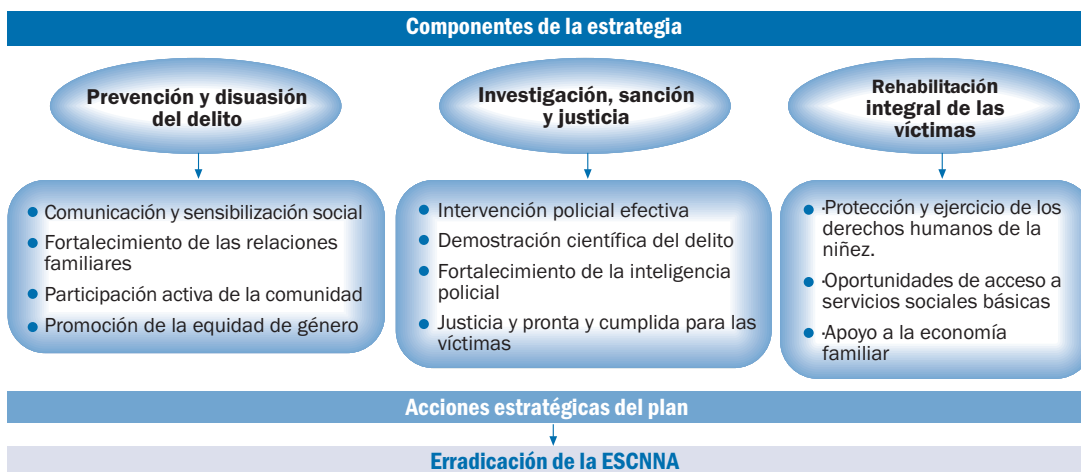 Componentes de la estrategia
Prevención y disuasión
del delito
Investigación, sanción
y justicia
Rehabilitación
integral de las
víctimas
● Comunicación y sensibilización social
● Fortalecimiento de las relaciones
familiares
● Participación activa de la comunidad
● Promoción de la equidad de género
● Intervención policial efectiva
● Demostración científica del delito
● Fortalecimiento de la inteligencia
policial
● Justicia y pronta y cumplida para las
víctimas
● ·Protección y ejercicio de los
derechos humanos de la
niñez.
● ·Oportunidades de acceso a
servicios sociales básicas
● ·Apoyo a la economía
familiar
Acciones estratégicas del plan
Erradicación de la ESCNNA